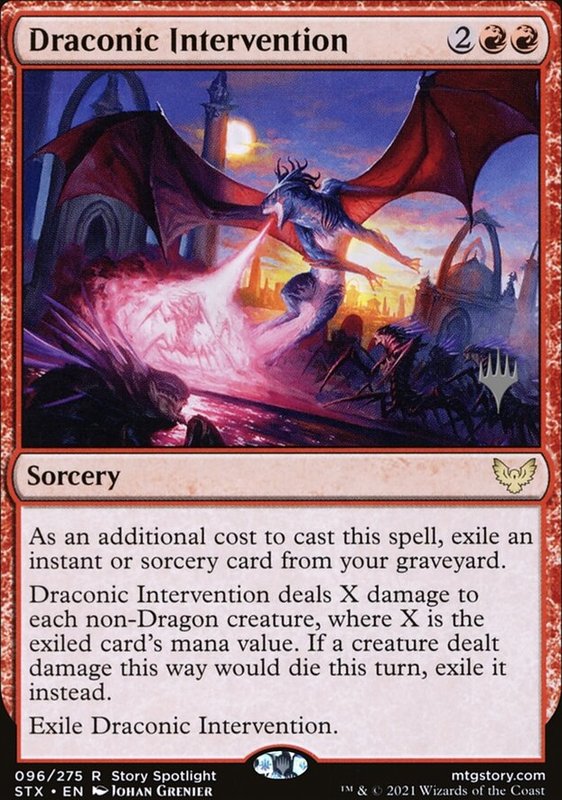 Draconic Intervention 2
Sorcery
As an additional cost to cast this spell, exile an
instant or sorcery card from your graveyard.
Draconic Intervention deals X damage to
each non-Dragon creature, where X is the
exiled card's mana value. If a creature dealt
damage this way would die this turn, exile it
instead.
Exile Draconic Intervention.
096/275 R Story Spotlight
mtgstory.com
STX • EN Johan Grenier
™ & © 2021 Wizards of the Coast